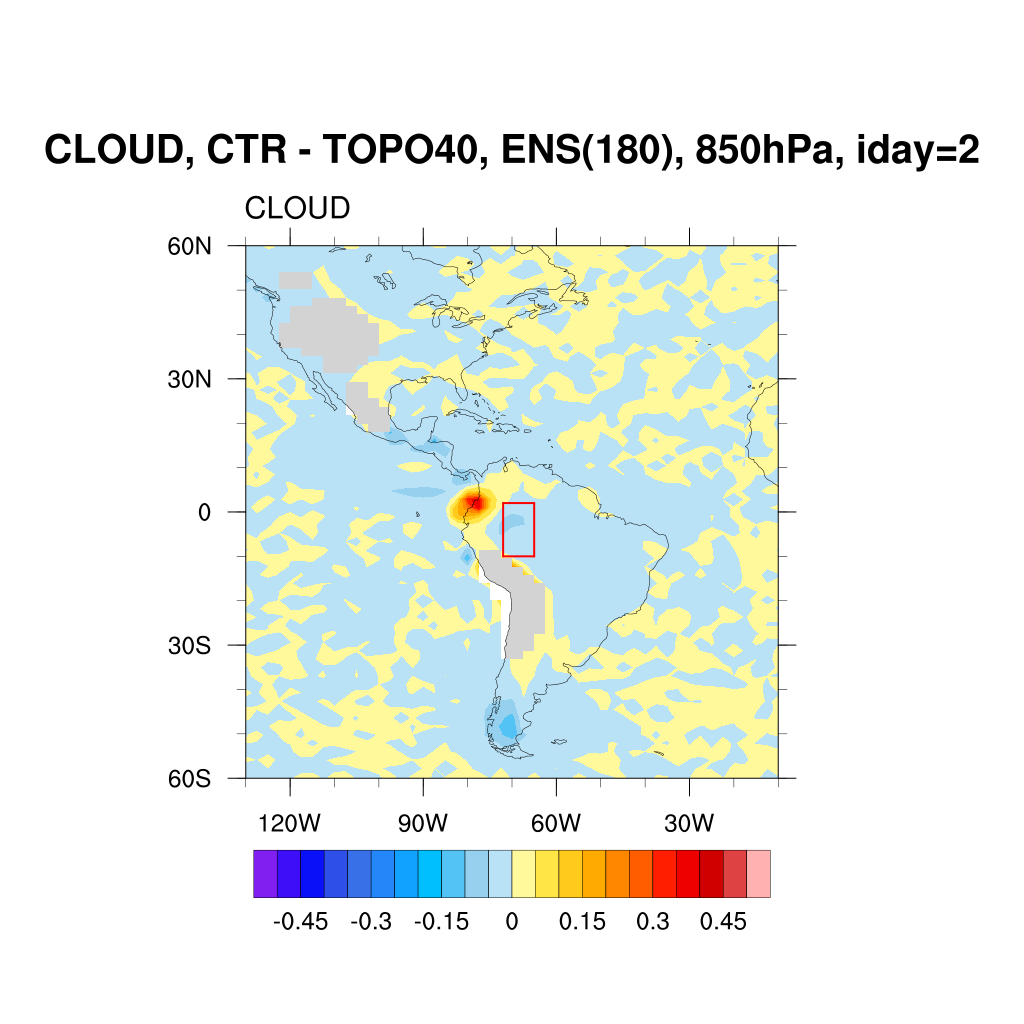 CLOUD, CTR - TOPO40, ENS(180), 850hPa, iday=2
CLOUD
60N
30N
0
30S
60S
120W 90W 60W 30W
-0.45 -0.3 -0.15 0 0.15 0.3 0.45